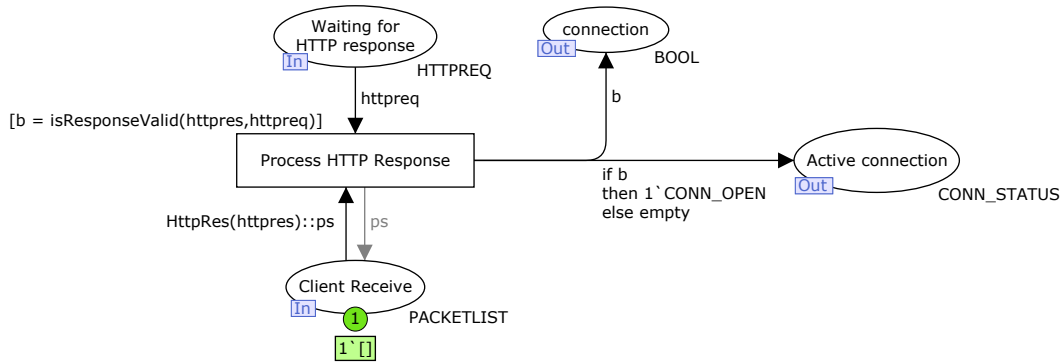 Waiting for
HTTP response
In
HTTPREQ
connection
Out
BOOL
httpreq
b
[b = isResponseValid(httpres,httpreq)]
Process HTTP Response
if b
then 1`CONN_OPEN
else empty
Active connection
Out
CONN_STATUS
HttpRes(httpres)::ps
ps
Client Receive
In
PACKETLIST
1
1`[]